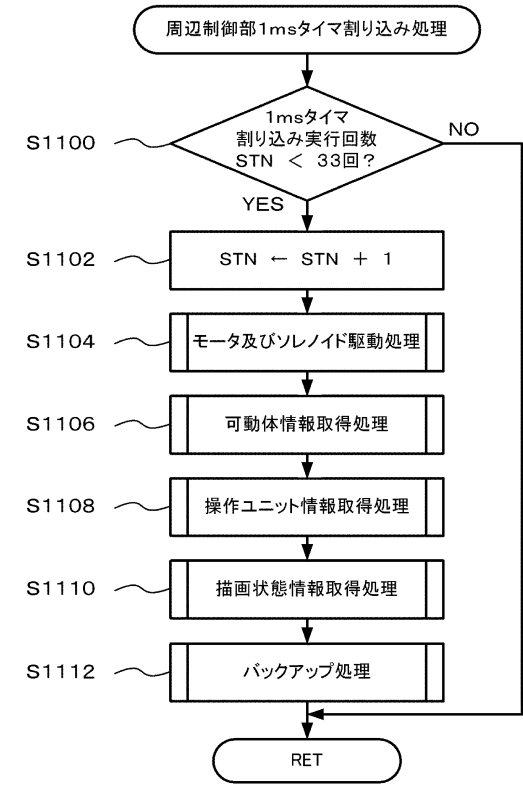 周辺制御部1msタイマ割り込み処理
S1100
1msタイマ
割り込み実行回数
STN < 33回?
NO
YES
S1102
STN ← STN + 1
S1104
モータ及びソレノイド駆動処理
S1106
可動体情報取得処理
S1108
操作ユニット情報取得処理
S1110
描画状態情報取得処理
S1112
バックアップ処理
RET